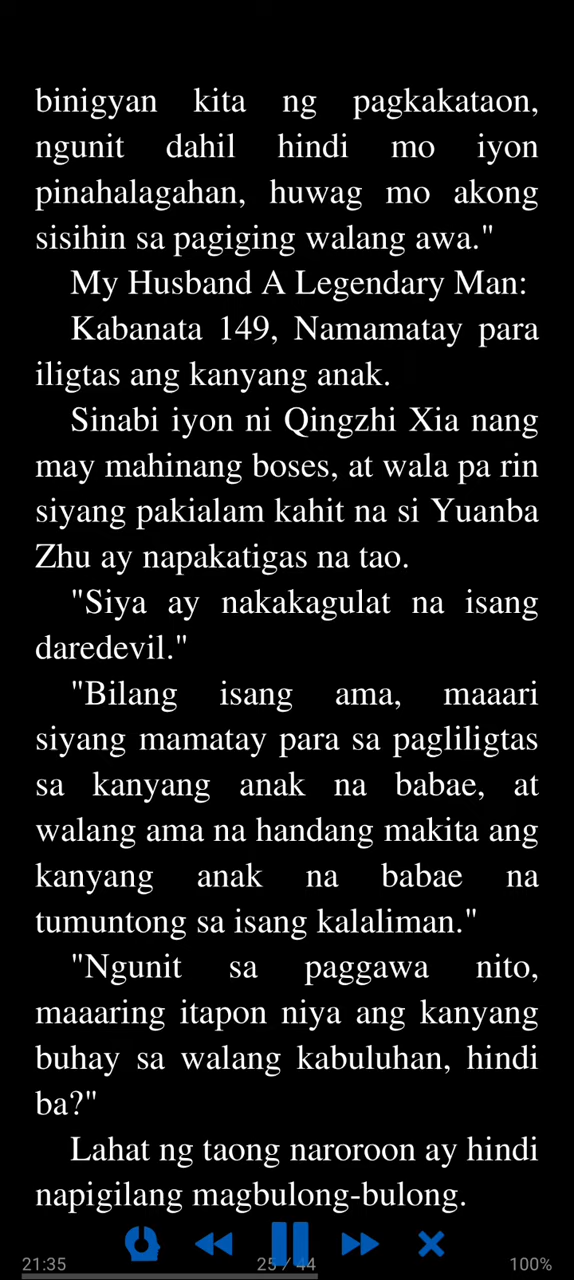 binigyan kita ng pagkakataon,
ngunit dahil hindi mo iyon
pinahalagahan, huwag mo akong
sisihin sa pagiging walang awa."
My Husband A Legendary Man:
Kabanata 149, Namamatay para
iligtas ang kanyang anak.
Sinabi iyon ni Qingzhi Xia nang
may mahinang boses, at wala pa rin
siyang pakialam kahit na si Yuanba
Zhu ay napakatigas na tao.
"Siya ay nakakagulat na isang
daredevil."
"Bilang isang ama, maaari
siyang mamatay para sa pagliligtas
sa kanyang anak na babae, at
walang ama na handang makita ang
kanyang anak na babae na
tumuntong sa isang kalaliman."
"Ngunit sa paggawa nito,
maaaring itapon niya ang kanyang
buhay sa walang kabuluhan, hindi
ba?"
Lahat ng taong naroroon ay hindi
napigilang magbulong-bulong.
21:35 25 / 44 100%